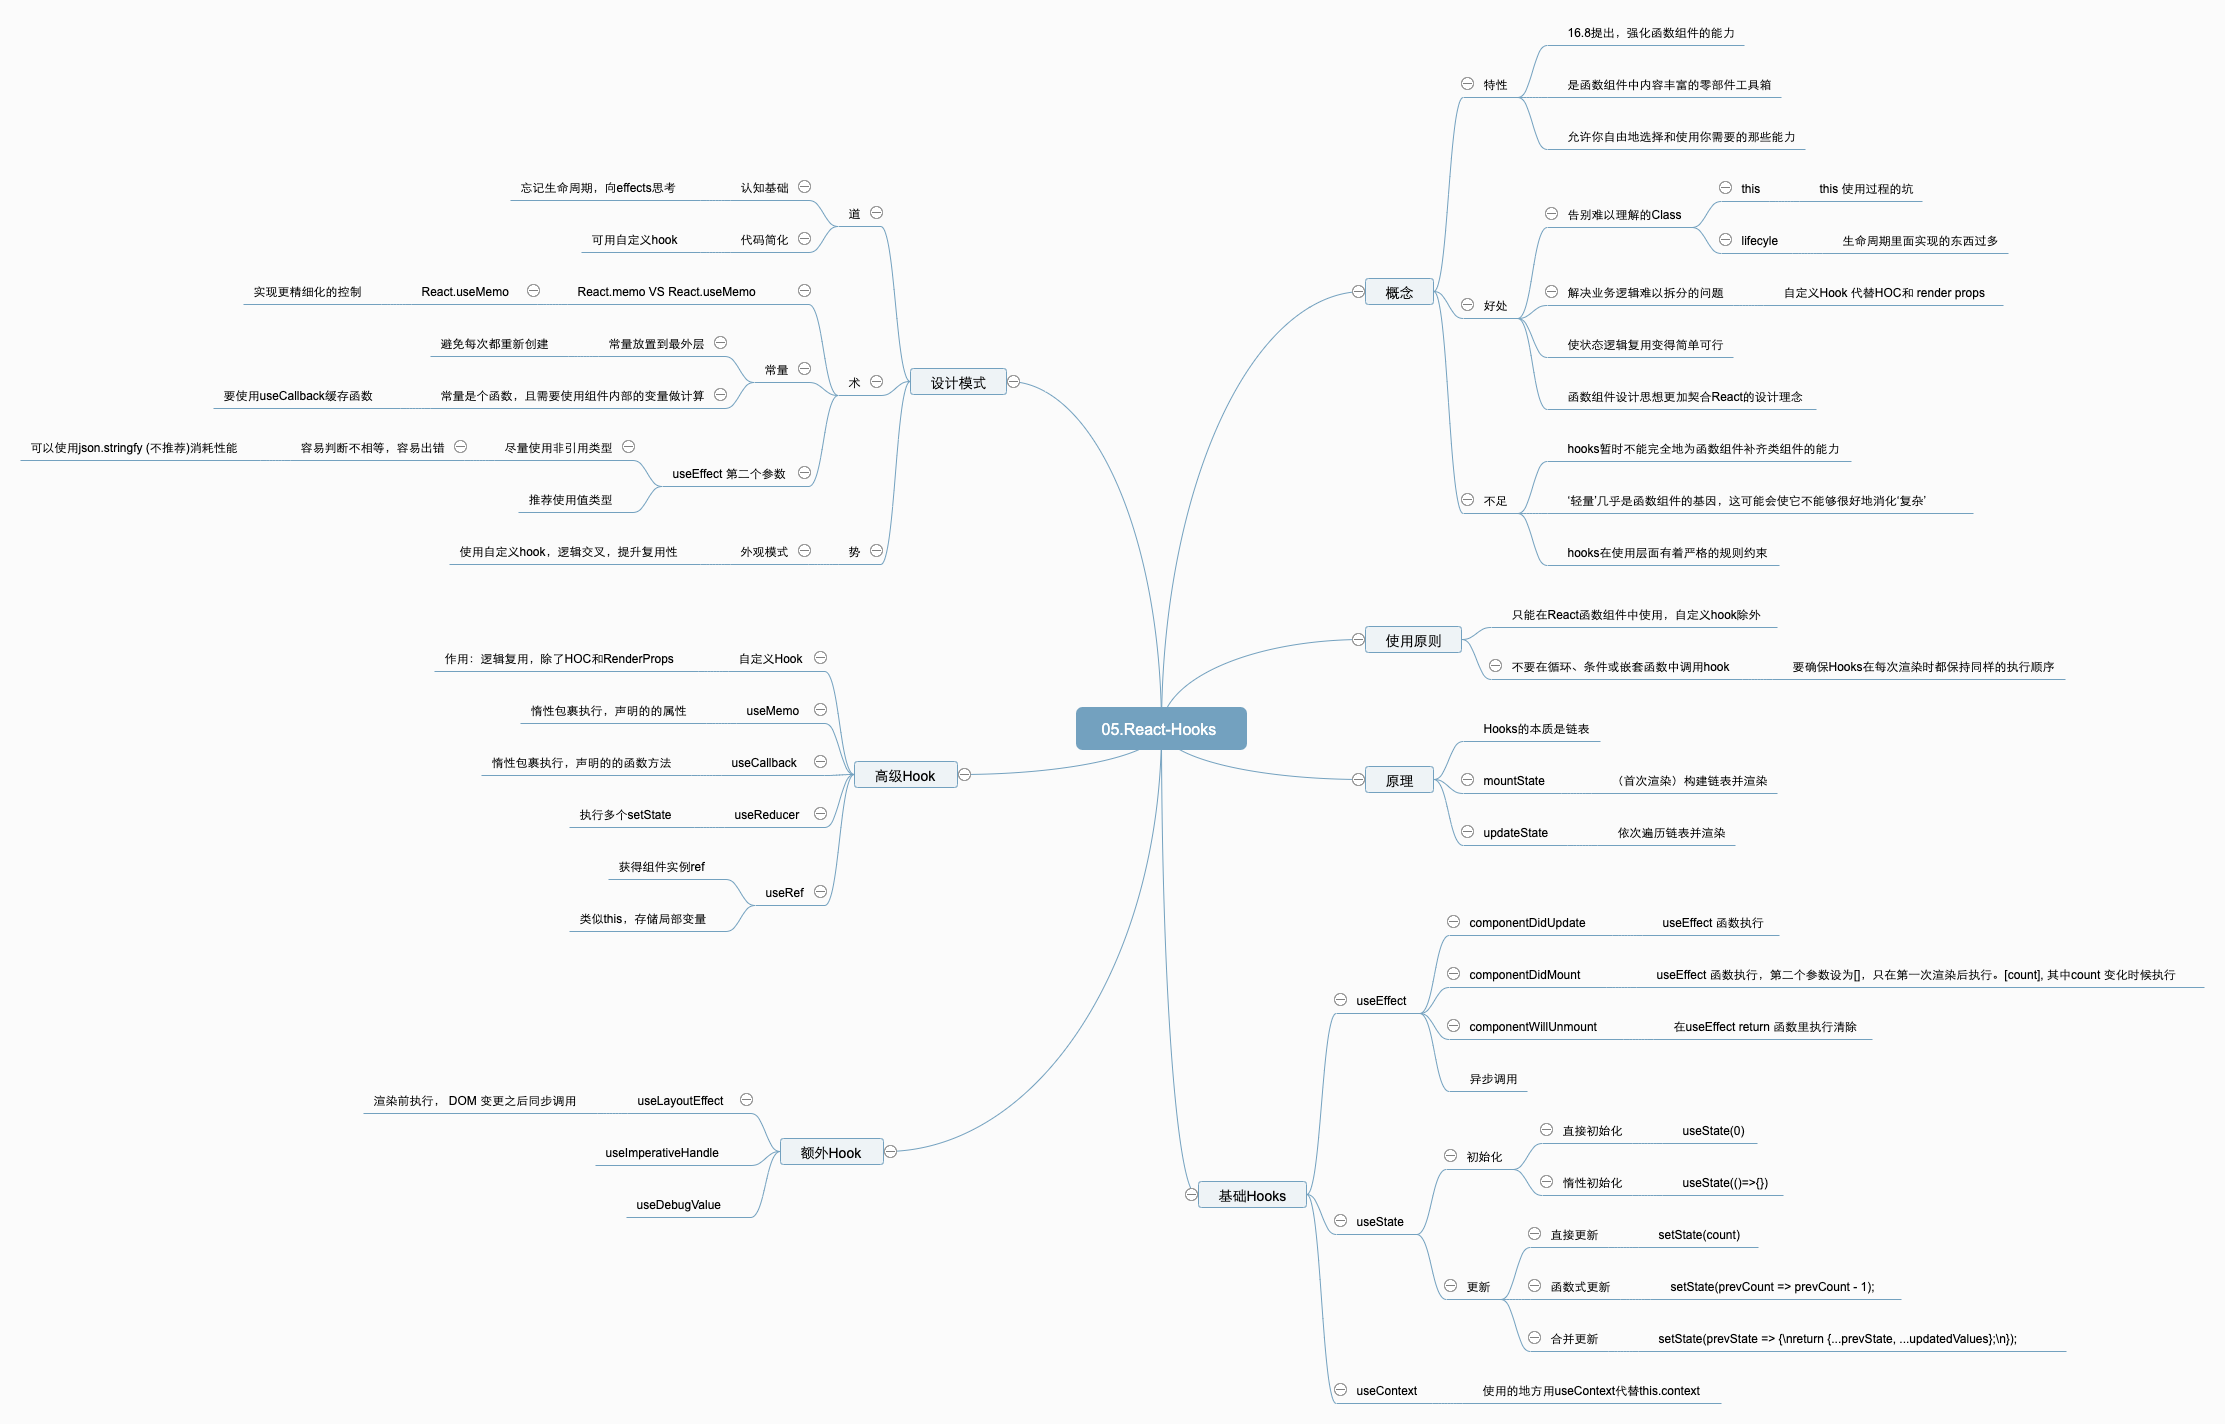 05.React-Hooks
概念
特性
16.8提出，强化函数组件的能力
是函数组件中内容丰富的零部件工具箱
允许你自由地选择和使用你需要的那些能力
好处
告别难以理解的Class
this
this 使用过程的坑
lifecyle
生命周期里面实现的东西过多
解决业务逻辑难以拆分的问题
自定义Hook 代替HOC和 render props
使状态逻辑复用变得简单可行
函数组件设计思想更加契合React的设计理念
不足
hooks暂时不能完全地为函数组件补齐类组件的能力
‘轻量’几乎是函数组件的基因，这可能会使它不能够很好地消化‘复杂’
hooks在使用层面有着严格的规则约束
使用原则
只能在React函数组件中使用，自定义hook除外
不要在循环、条件或嵌套函数中调用hook
要确保Hooks在每次渲染时都保持同样的执行顺序
原理
Hooks的本质是链表
mountState
（首次渲染）构建链表并渲染
updateState
依次遍历链表并渲染
基础Hooks
useEffect
componentDidUpdate
useEffect 函数执行
componentDidMount
useEffect 函数执行，第二个参数设为[]，只在第一次渲染后执行。[count], 其中count 变化时候执行
componentWillUnmount
在useEffect return 函数里执行清除
异步调用
useState
初始化
直接初始化
useState(0)
惰性初始化
useState(()=>{})
更新
直接更新
setState(count)
函数式更新
setState(prevCount => prevCount - 1);
合并更新
setState(prevState => {\nreturn {...prevState, ...updatedValues};\n});
useContext
使用的地方用useContext代替this.context
设计模式
道
认知基础
忘记生命周期，向effects思考
代码简化
可用自定义hook
术
React.memo VS React.useMemo
React.useMemo
实现更精细化的控制
常量
常量放置到最外层
避免每次都重新创建
常量是个函数，且需要使用组件内部的变量做计算
要使用useCallback缓存函数
useEffect 第二个参数
尽量使用非引用类型
容易判断不相等，容易出错
可以使用json.stringfy (不推荐)消耗性能
推荐使用值类型
势
外观模式
使用自定义hook，逻辑交叉，提升复用性
高级Hook
自定义Hook
作用：逻辑复用，除了HOC和RenderProps
useMemo
惰性包裹执行，声明的的属性
useCallback
惰性包裹执行，声明的的函数方法
useReducer
执行多个setState
useRef
获得组件实例ref
类似this，存储局部变量
额外Hook
useLayoutEffect
渲染前执行， DOM 变更之后同步调用
useImperativeHandle
useDebugValue